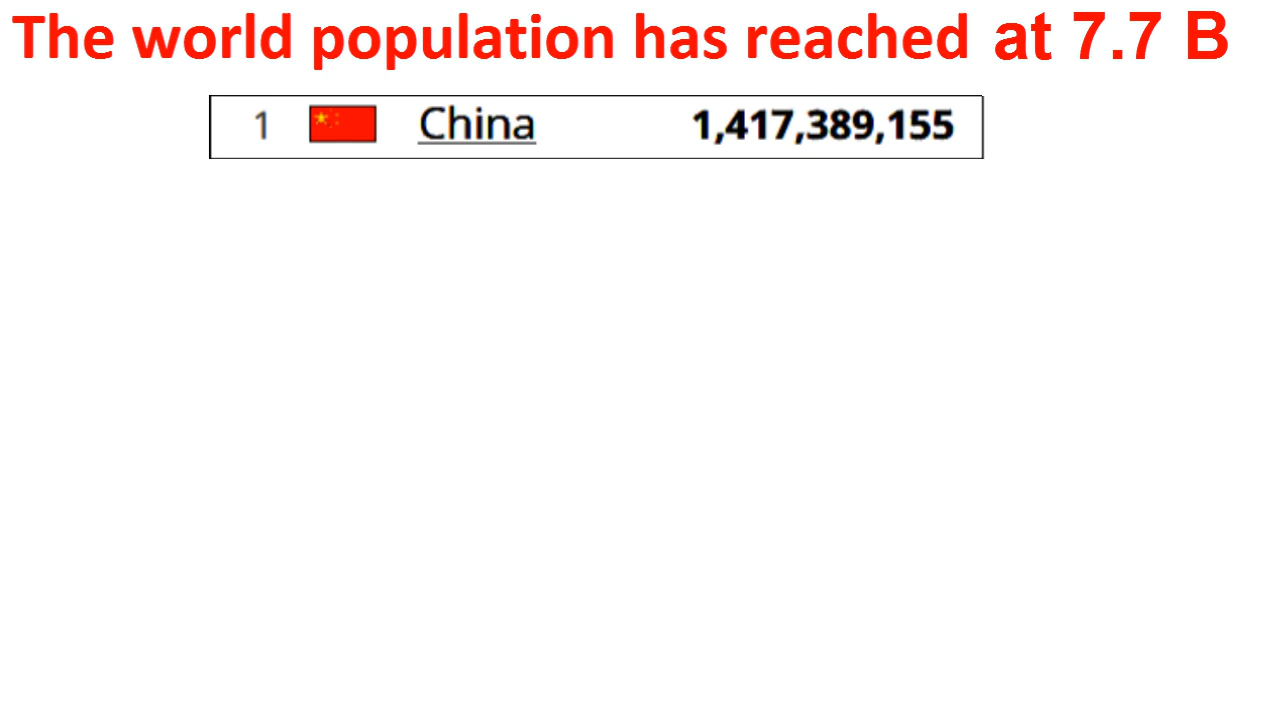 The world population has reached at 7.7 B
1 China 1,417,389,155